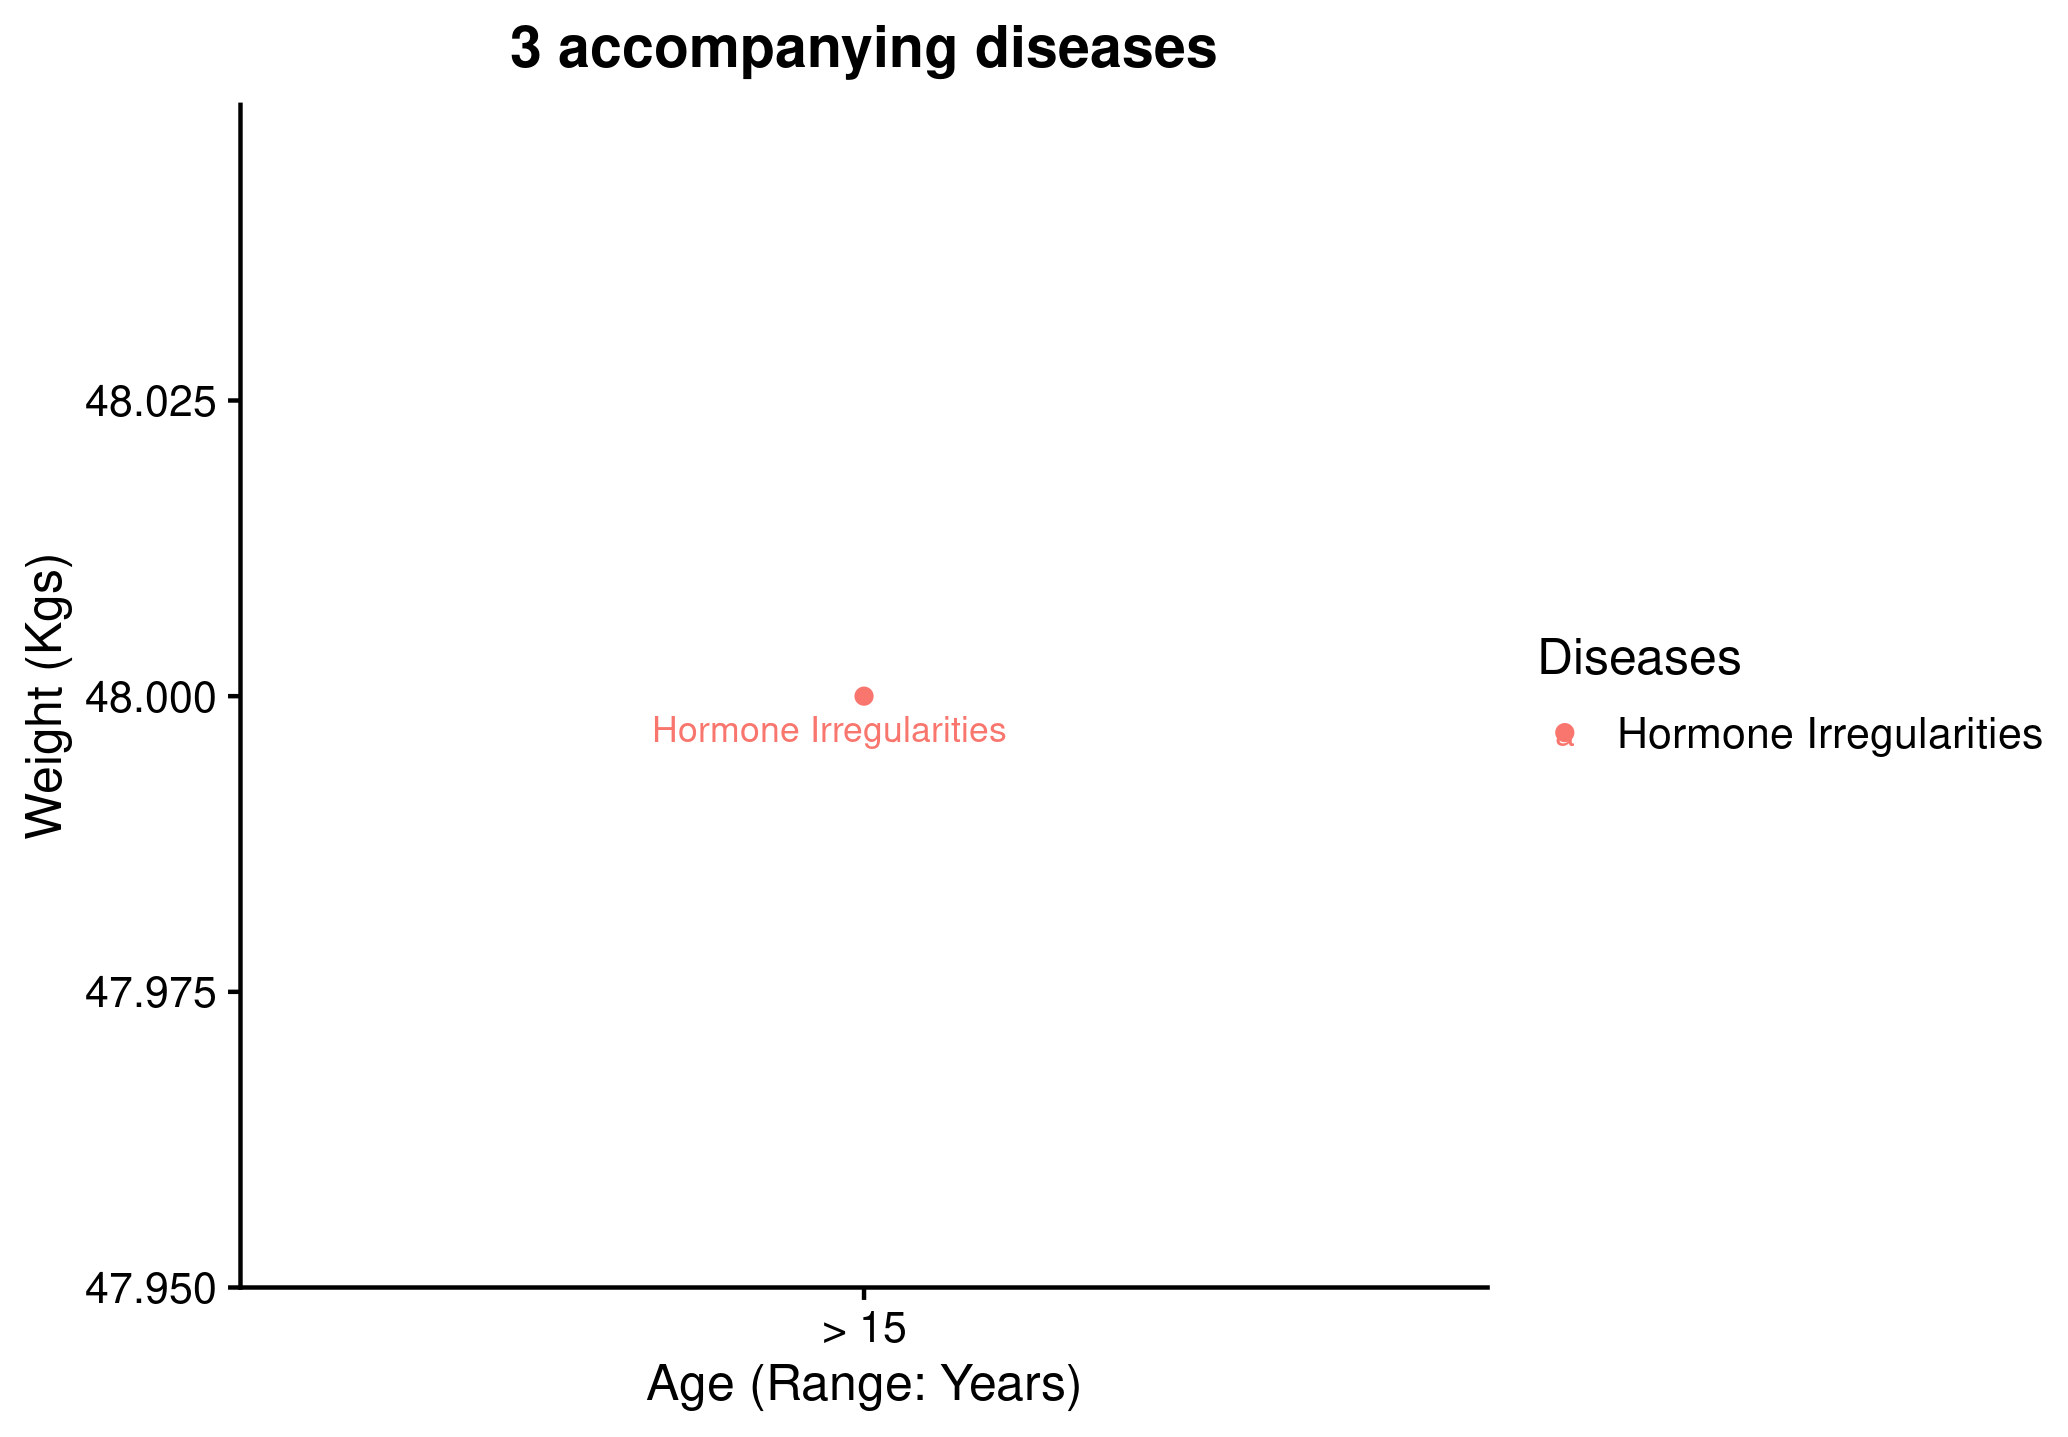 3 accompanying diseases
Weight (Kgs)
48.025
48.000
47.975
47.950
Hormone Irregularities
> 15
Age (Range: Years)
Diseases
a Hormone Irregularities